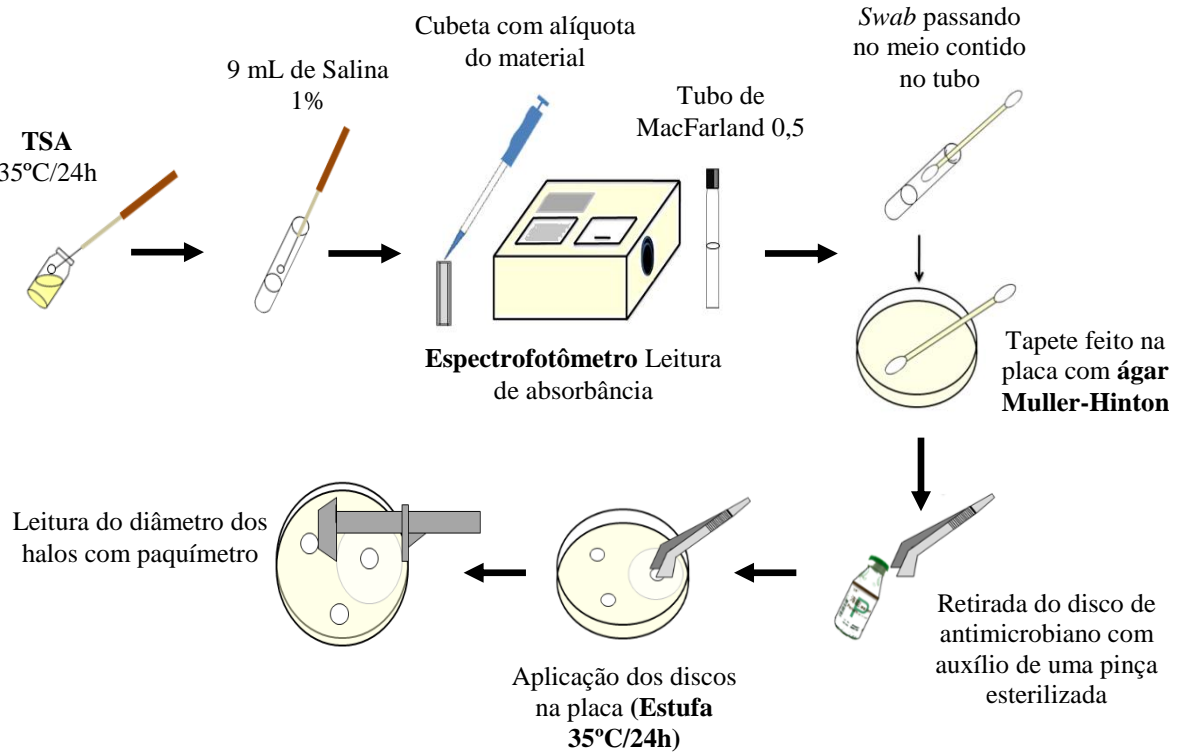 TSA
35ºC/24h
9 mL de Salina
1%
Cubeta com alíquota
do material
Espectrofotômetro Leitura
de absorbância
Tubo de
MacFarland 0,5
Swab passando
no meio contido
no tubo
Tapete feito na
placa com ágar
Muller-Hinton
Retirada do disco de
antimicrobiano com
auxílio de uma pinça
esterilizada
Aplicação dos discos
na placa (Estufa
35ºC/24h)
Leitura do diâmetro dos
halos com paquímetro